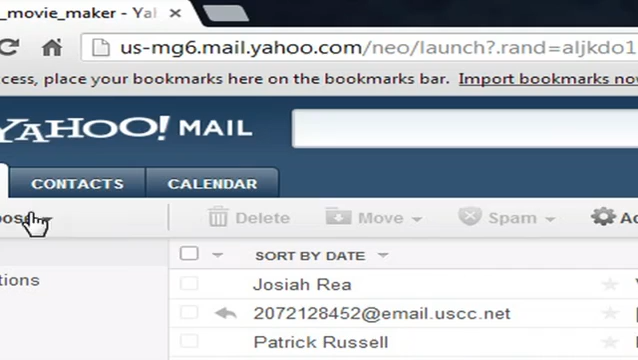 _movie_maker - Ya
us-mg6.mail.yahoo.com/neo/launch?.rand=aljkdo1
cess, place your bookmarks here on the bookmarks bar. Import bookmarks no
YAHOO! MAIL
CONTACTS CALENDAR
pose Delete Move Spam Ac
SORT BY DATE
tions Josiah Rea
2072128452@email.uscc.net
Patrick Russell